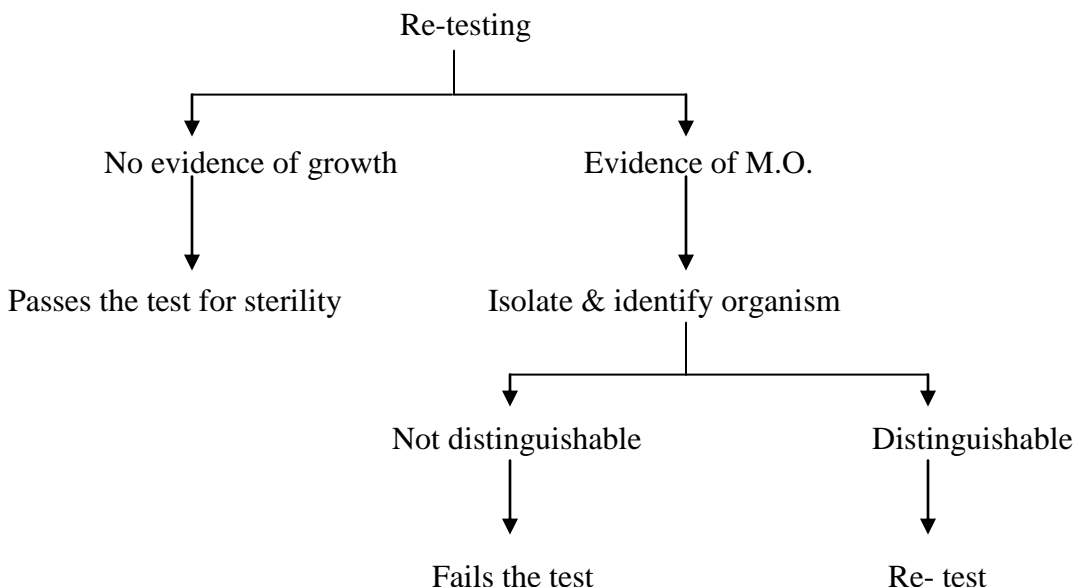 Re-testing
No evidence of growth
Evidence of M.O.
Passes the test for sterility
Isolate & identify organism
Not distinguishable
Distinguishable
Fails the test
Re- test